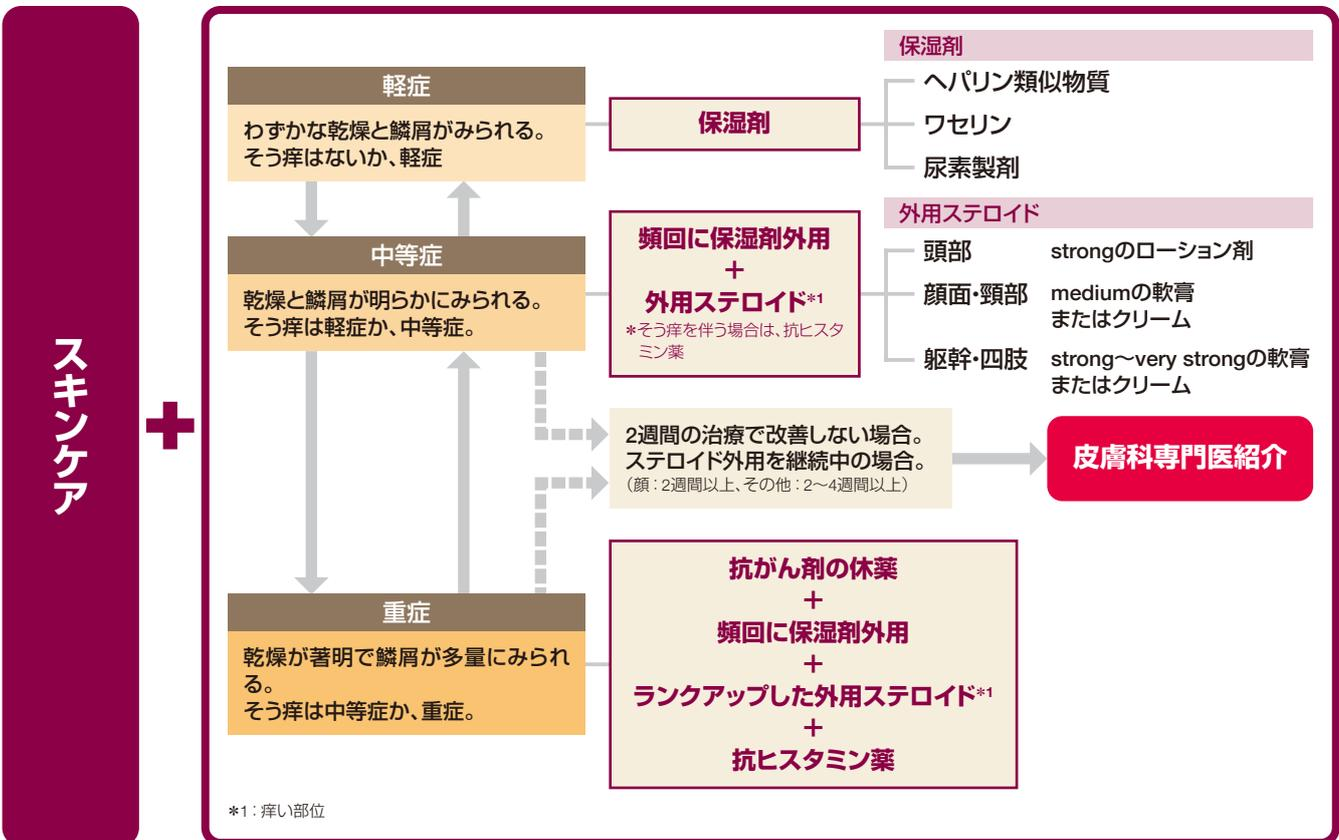 スキンケア
軽症
わずかな乾燥と鱗屑がみられる。
そう痒はないか、軽症
保湿剤
保湿剤
ヘパリン類似物質
ワセリン
尿素製剤
中等症
乾燥と鱗屑が明らかにみられる。
そう痒は軽症か、中等症。
頻回に保湿剤外用
+
外用ステロイド*1
*そう痒を伴う場合は、抗ヒスタ
ミン薬
外用ステロイド
頭部 strongのローション剤
顔面・頸部 mediumの軟膏
またはクリーム
躯幹・四肢 strong〜very strongの軟膏
またはクリーム
2週間の治療で改善しない場合。
ステロイド外用を継続中の場合。
(顔:2週間以上、その他:2〜4週間以上)
皮膚科専門医紹介
重症
乾燥が著明で鱗屑が多量にみられ
る。
そう痒は中等症か、重症。
抗がん剤の休薬
+
頻回に保湿剤外用
+
ランクアップした外用ステロイド*1
+
抗ヒスタミン薬
*1:痒い部位